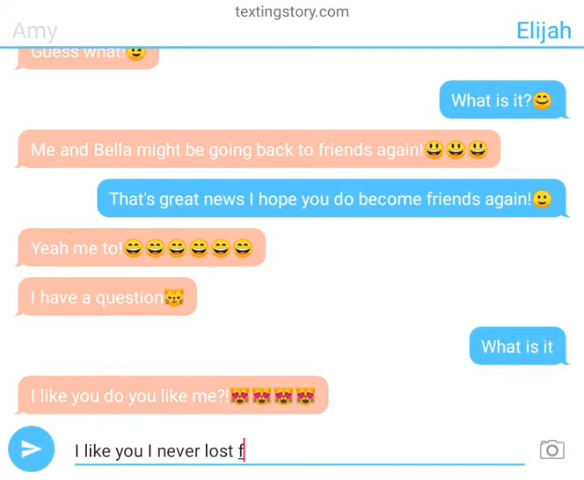 textingstory.com
Amy
Elijah
Guess what!😉
What is it?😊
Me and Bella might be going back to friends again!😃😃😃
That's great news I hope you do become friends again!🙂
Yeah me to!😄😄😄😄😄😄
I have a question😾
What is it
I like you do you like me?!😻😻😻😻
I like you I never lost f